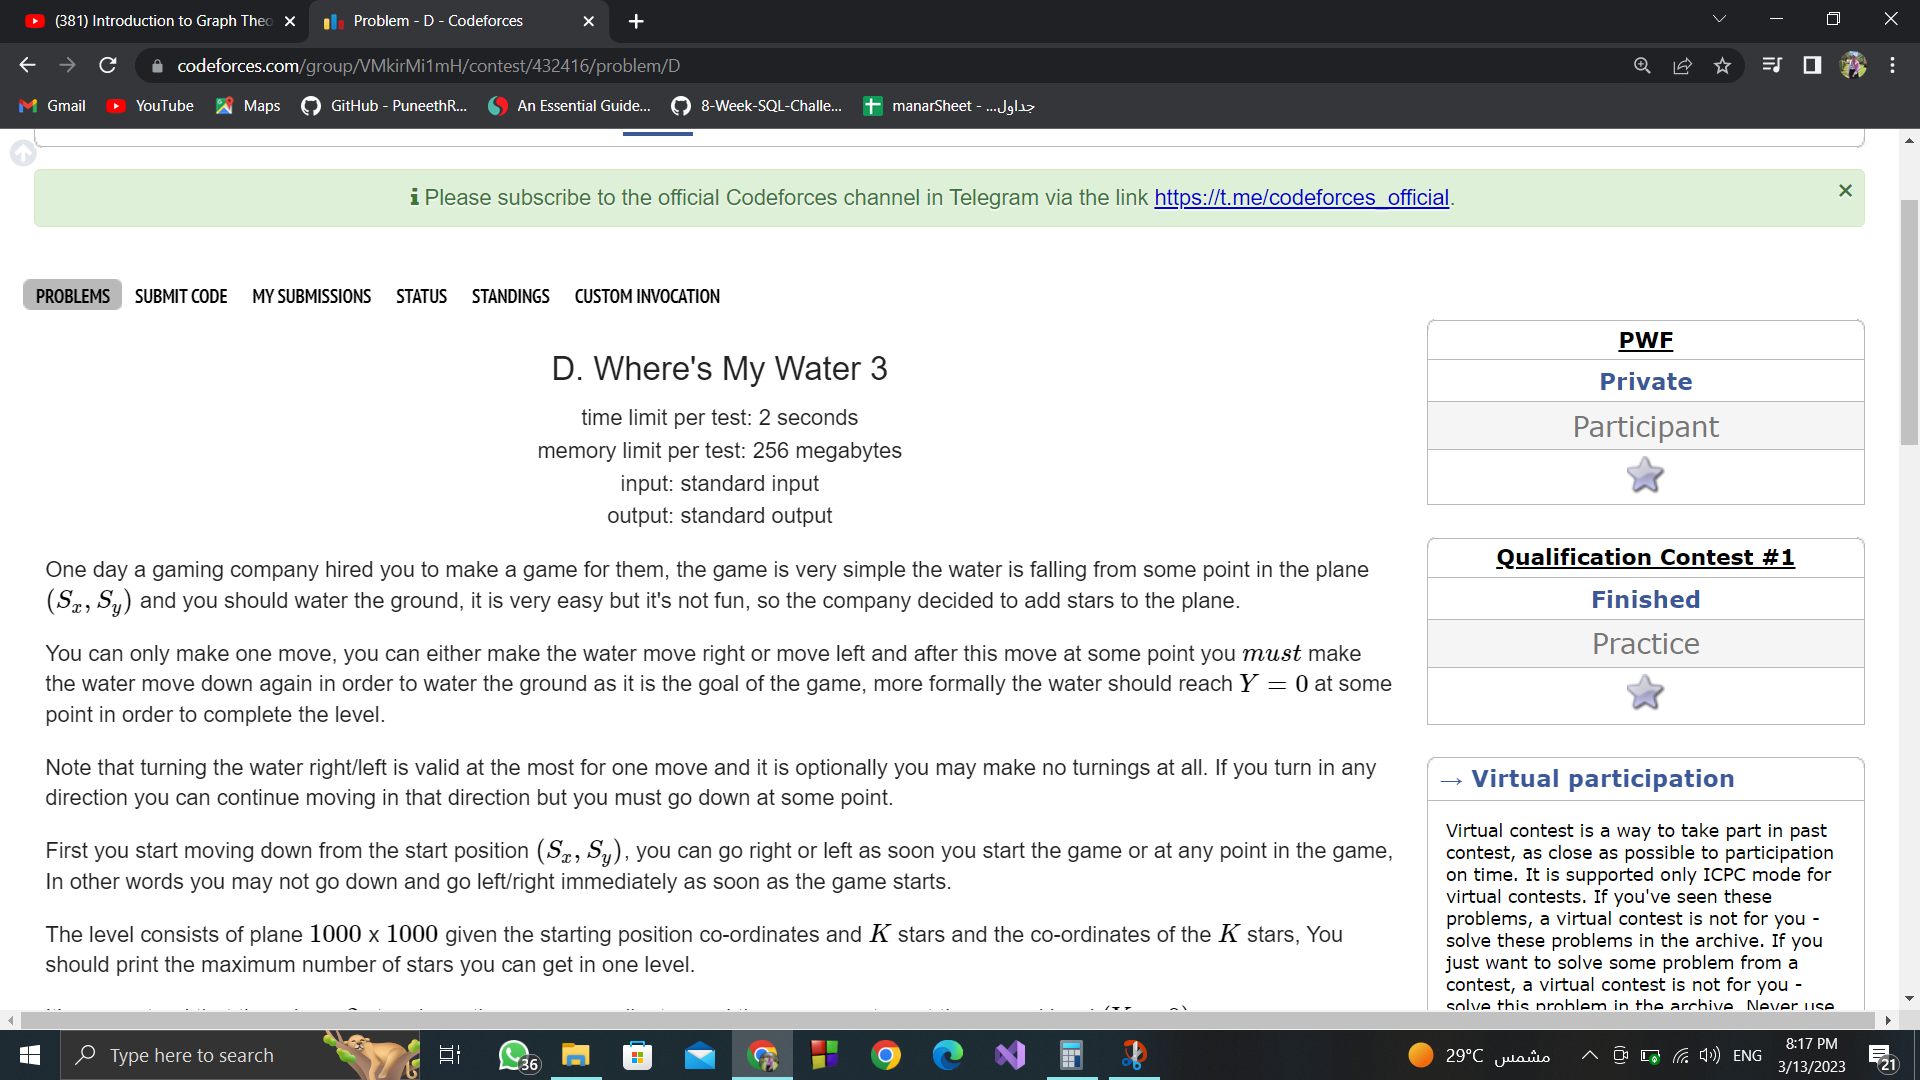 (381) Introduction to Graph Theo
Problem - D - Codeforces
codeforces.com/group/VMkirMi1mH/contest/432416/problem/D
Gmail
YouTube
Maps
GitHub - PuneethR...
An Essential Guide...
8-Week-SQL-Challe...
manarSheet - ...جداول
Please subscribe to the official Codeforces channel in Telegram via the link https://t.me/codeforces_official.
PROBLEMS SUBMIT CODE MY SUBMISSIONS STATUS STANDINGS CUSTOM INVOCATION
D. Where's My Water 3
time limit per test: 2 seconds
memory limit per test: 256 megabytes
input: standard input
output: standard output
One day a gaming company hired you to make a game for them, the game is very simple the water is falling from some point in the plane
(Sx, Sy) and you should water the ground, it is very easy but it's not fun, so the company decided to add stars to the plane.
You can only make one move, you can either make the water move right or move left and after this move at some point you must make
the water move down again in order to water the ground as it is the goal of the game, more formally the water should reach Y = 0 at some
point in order to complete the level.
Note that turning the water right/left is valid at the most for one move and it is optionally you may make no turnings at all. If you turn in any
direction you can continue moving in that direction but you must go down at some point.
First you start moving down from the start position (Sx, Sy), you can go right or left as soon you start the game or at any point in the game,
In other words you may not go down and go left/right immediately as soon as the game starts.
The level consists of plane 1000 x 1000 given the starting position co-ordinates and K stars and the co-ordinates of the K stars, You
should print the maximum number of stars you can get in one level.
PWF
Private
Participant
Qualification Contest #1
Finished
Practice
→ Virtual participation
Virtual contest is a way to take part in past
contest, as close as possible to participation
on time. It is supported only ICPC mode for
virtual contests. If you've seen these
problems, a virtual contest is not for you -
solve these problems in the archive. If you
just want to solve some problem from a
contest, a virtual contest is not for you -
solve this problem in the archive. Never use
Type here to search
36
29°C مشمس
ENG
8:17 PM
3/13/2023
21